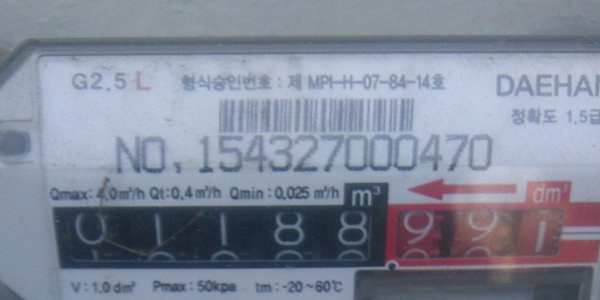 G2.5 L 형식승인번호 : 제 MPI-H-07-84-14호 DAEHAN
정확도 1.5급
NO, 154327000470
Qmax: 4.0m³/h Qt: 0.4m³/h Qmin : 0.025m³/h m³ dm³
01188 991
V : 1.0 dm³ Pmax: 50kpa tm : -20~60℃